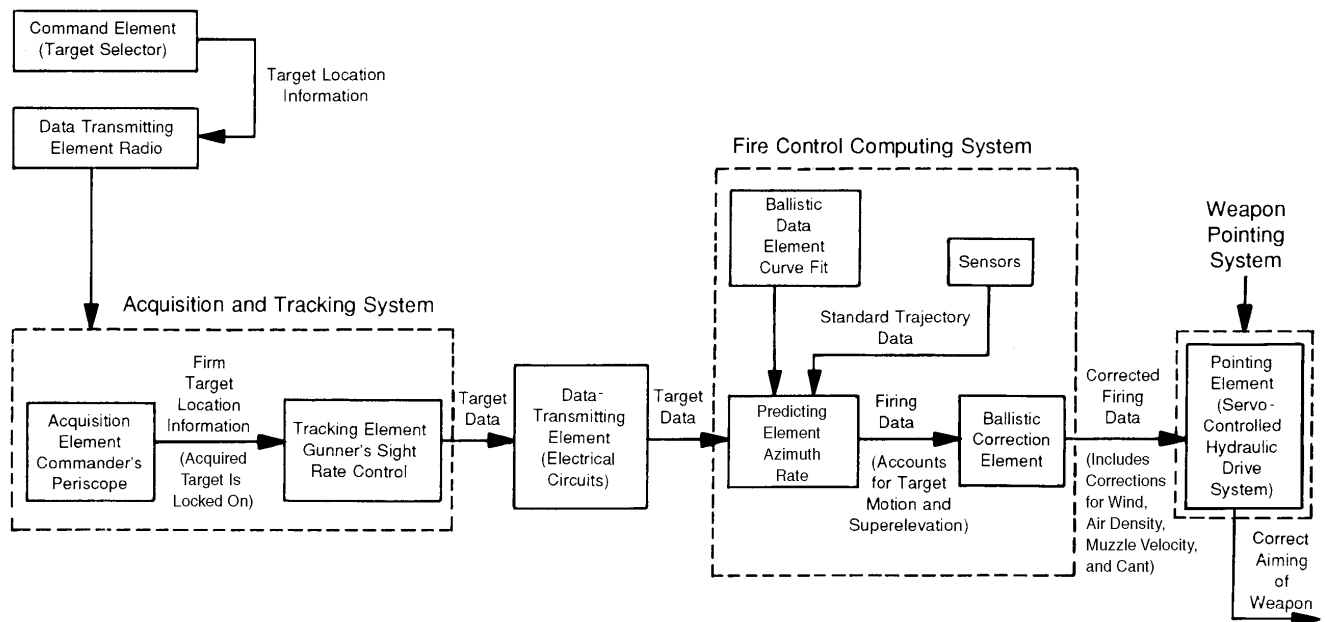 Command Element
(Target Selector)
Target Location
Information
Data Transmitting
Element Radio
Acquisition and Tracking System
Acquisition
Element
Commander's
Periscope
Firm
Target
Location
Information
(Acquired
Target Is
Locked On)
Tracking Element
Gunner's Sight
Rate Control
Target
Data
Data-
Transmitting
Element
(Electrical
Circuits)
Target
Data
Fire Control Computing System
Ballistic
Data
Element
Curve Fit
Sensors
Standard Trajectory
Data
Predicting
Element
Azimuth
Rate
Firing
Data
(Accounts
for Target
Motion and
Superelevation)
Ballistic
Correction
Element
Corrected
Firing
Data
(Includes
Corrections
for Wind,
Air Density,
Muzzle Velocity,
and Cant)
Weapon
Pointing
System
Pointing
Element
(Servo-
Controlled
Hydraulic
Drive
System)
Correct
Aiming
of
Weapon